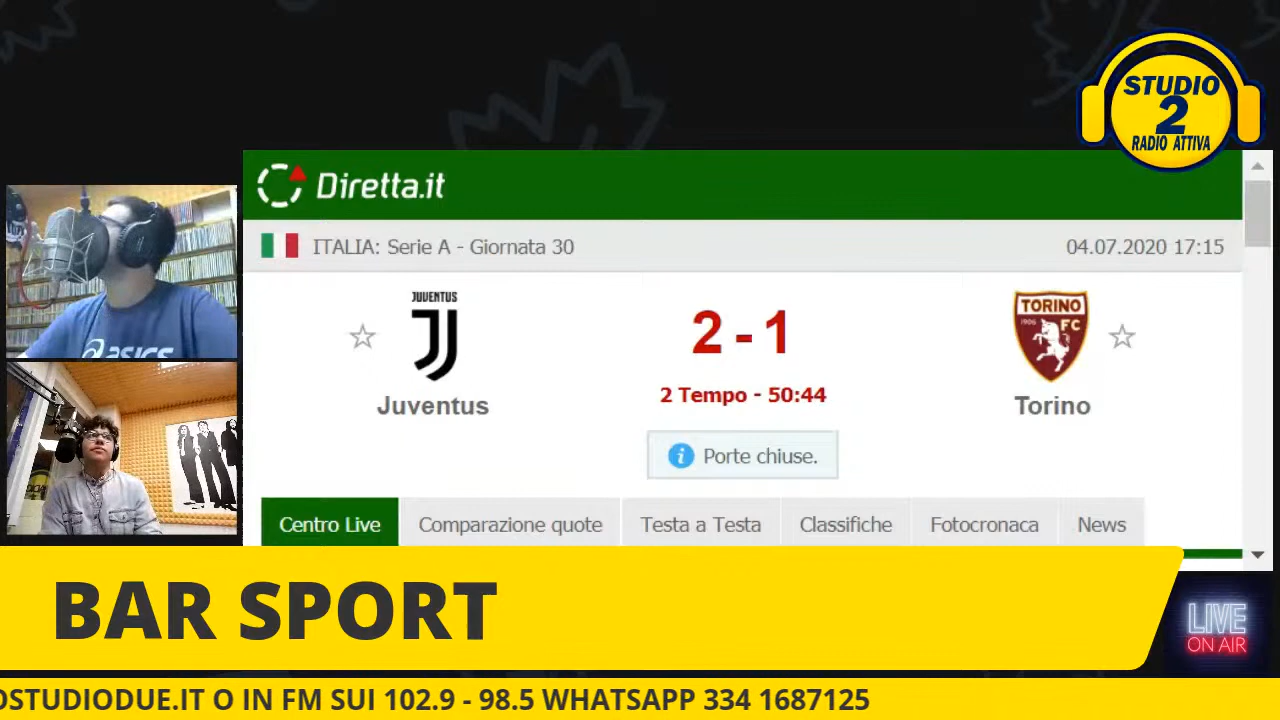 STUDIO
2
RADIO ATTIVA
Diretta.it
ITALIA: Serie A - Giornata 30
04.07.2020 17:15
JUVENTUS
TORINO
1906 FC
2 - 1
2 Tempo - 50:44
Juventus
Torino
Porte chiuse.
Centro Live
Comparazione quote
Testa a Testa
Classifiche
Fotocronaca
News
asics
BAR SPORT
LIVE
ON AIR
OSTUDIODUE.IT O IN FM SUI 102.9 - 98.5 WHATSAPP 334 1687125